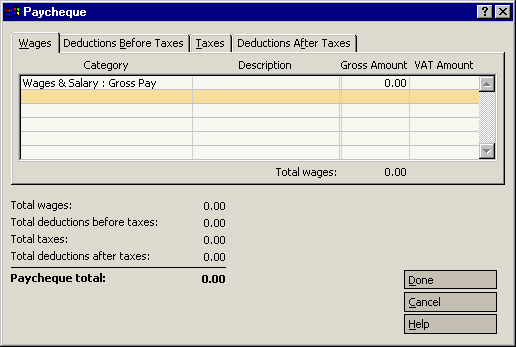 Paycheque
Wages Deductions Before Taxes Taxes Deductions After Taxes
Category Description Gross Amount VAT Amount
Wages & Salary : Gross Pay 0.00
Total wages: 0.00
Total wages: 0.00
Total deductions before taxes: 0.00
Total taxes: 0.00
Total deductions after taxes: 0.00
Paycheque total: 0.00
Done
Cancel
Help